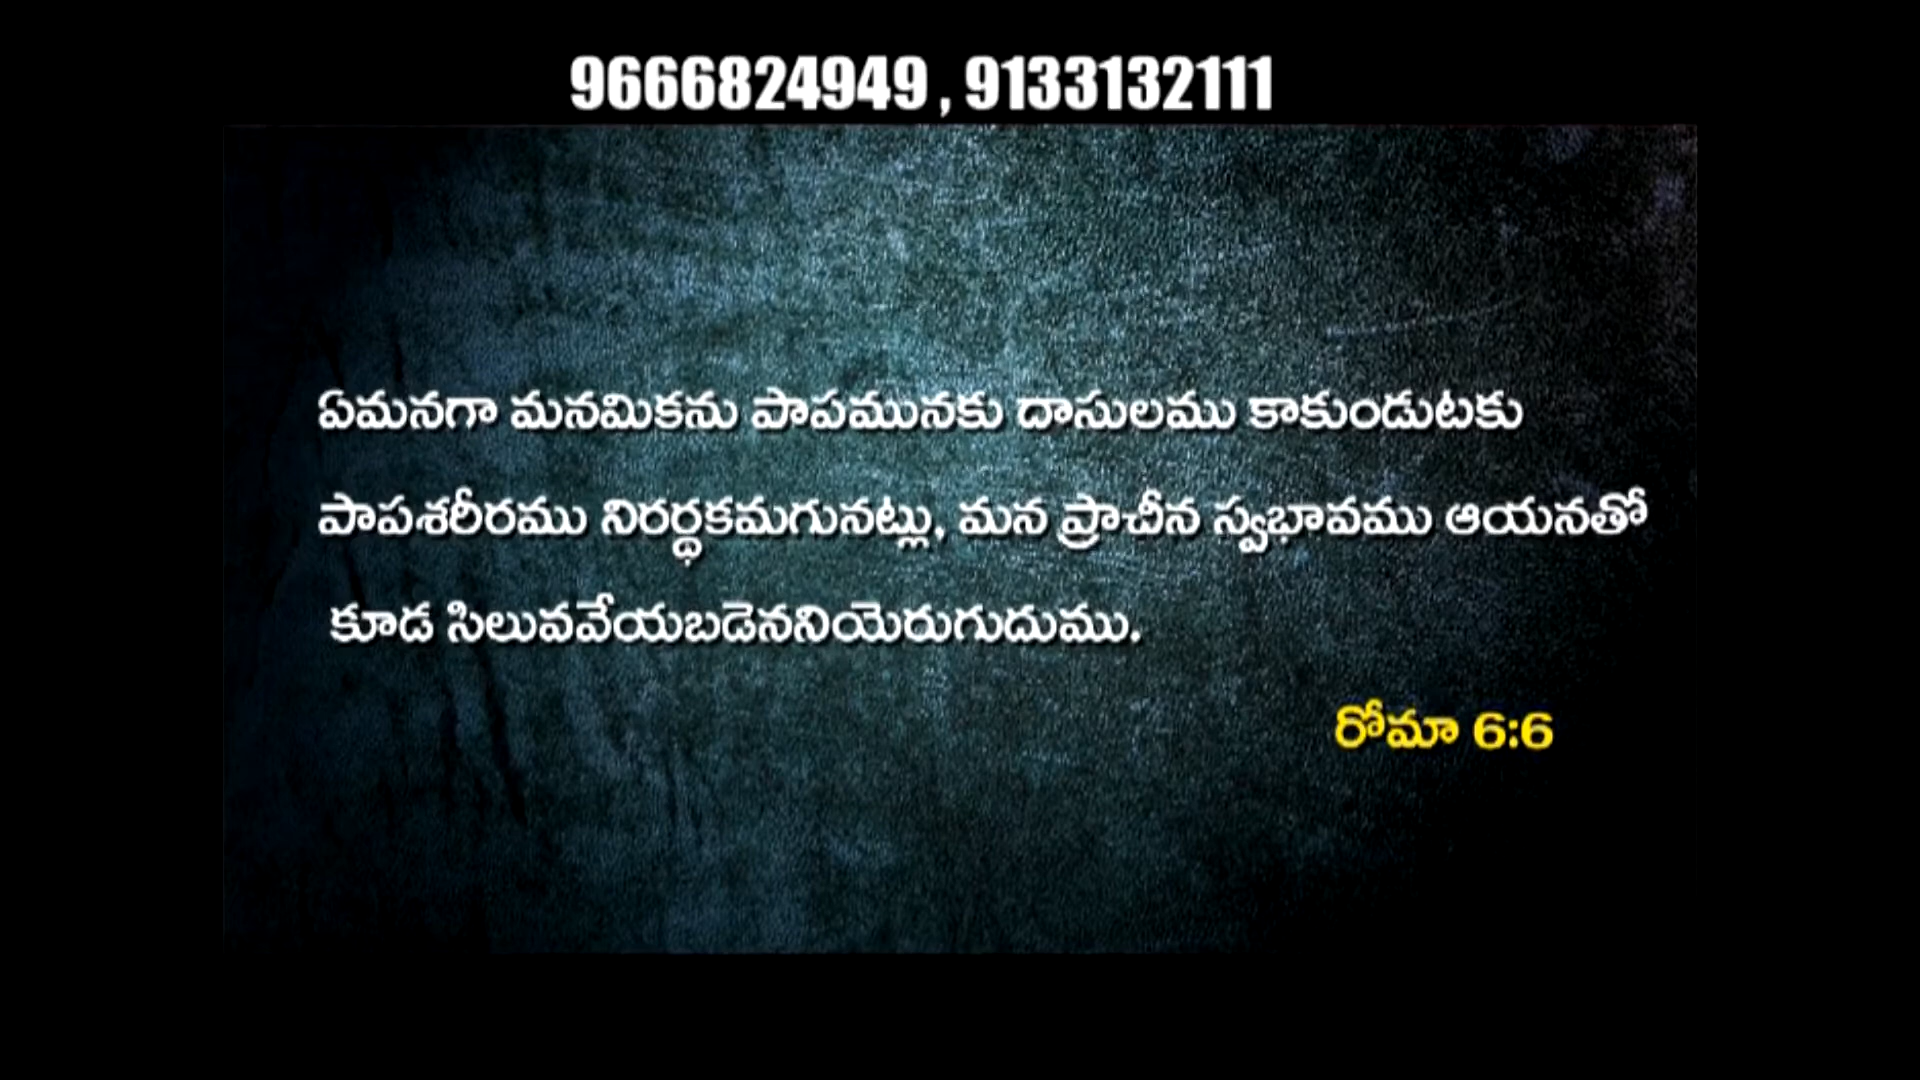 9666824949 , 9133132111
ఏమనగా మనమికను పాపమునకు దాసులము కాకుండుటకు
పాపశరీరము నిరర్థకమగునట్లు, మన ప్రాచీన స్వభావము ఆయనతో
కూడ సిలువవేయబడెననియెరుగుదుము.
రోమా 6:6